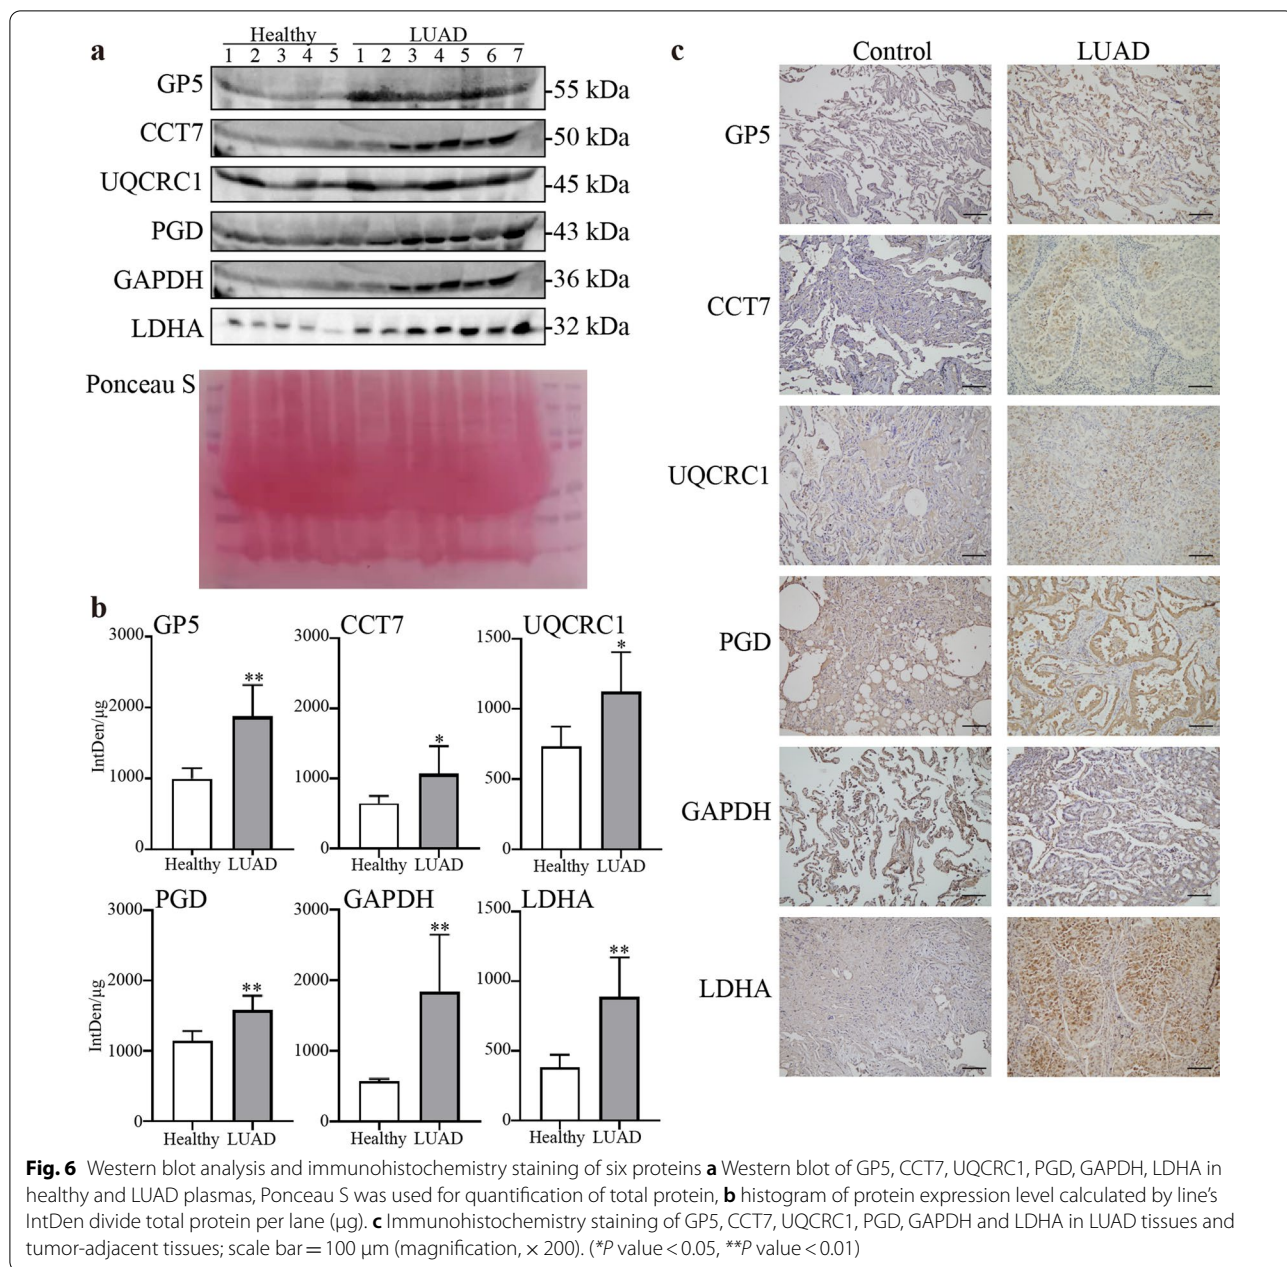 a
Healthy LUAD
1 2 3 4 5 1 2 3 4 5 6 7
GP5 -55 kDa
CCT7 -50 kDa
UQCRC1 -45 kDa
PGD -43 kDa
GAPDH -36 kDa
LDHA -32 kDa
Ponceau S
b
GP5 CCT7 UQCRC1
3000 3000 1500
2000 2000 1000
1000 1000 500
0 0 0
IntDen/µg
** * *
Healthy LUAD Healthy LUAD Healthy LUAD
PGD GAPDH LDHA
3000 3000 1500
2000 2000 1000
1000 1000 500
0 0 0
IntDen/µg
** ** **
Healthy LUAD Healthy LUAD Healthy LUAD
c
Control LUAD
GP5
CCT7
UQCRC1
PGD
GAPDH
LDHA
Fig. 6 Western blot analysis and immunohistochemistry staining of six proteins a Western blot of GP5, CCT7, UQCRC1, PGD, GAPDH, LDHA in
healthy and LUAD plasmas, Ponceau S was used for quantification of total protein, b histogram of protein expression level calculated by line's
IntDen divide total protein per lane (µg). c Immunohistochemistry staining of GP5, CCT7, UQCRC1, PGD, GAPDH and LDHA in LUAD tissues and
tumor-adjacent tissues; scale bar = 100 µm (magnification, × 200). (*P value < 0.05, **P value < 0.01)